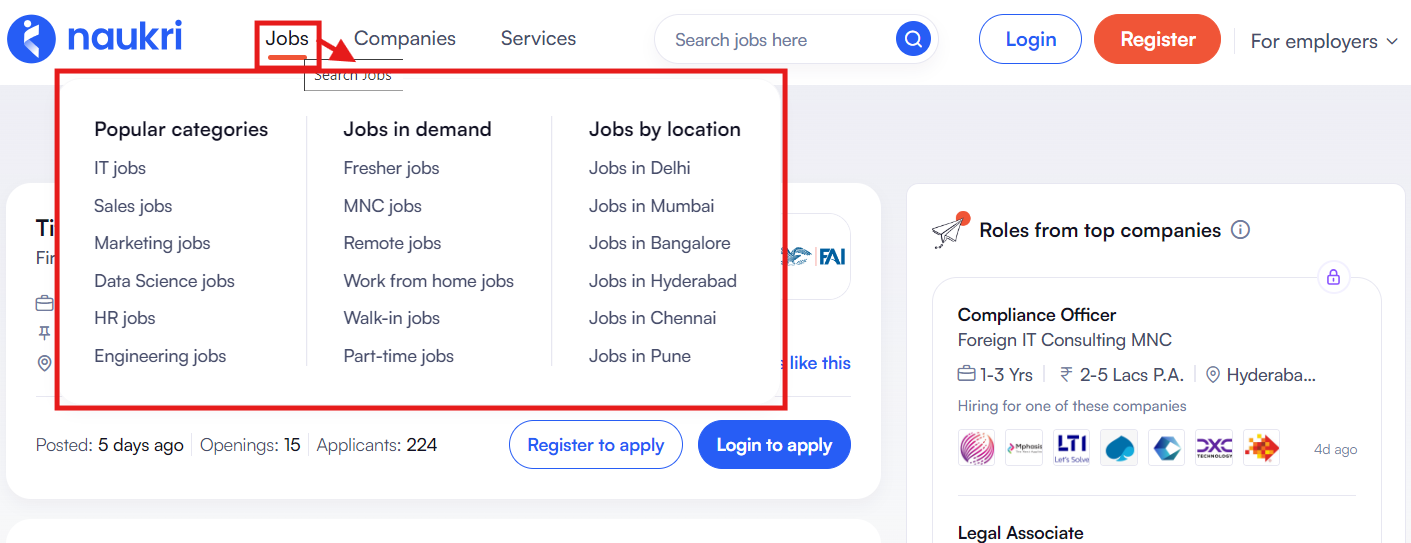 naukri
Jobs
Companies
Services
Search jobs here
Login
Register
For employers
Search Jobs
Popular categories
IT jobs
Sales jobs
Marketing jobs
Data Science jobs
HR jobs
Engineering jobs
Jobs in demand
Fresher jobs
MNC jobs
Remote jobs
Work from home jobs
Walk-in jobs
Part-time jobs
Jobs by location
Jobs in Delhi
Jobs in Mumbai
Jobs in Bangalore
Jobs in Hyderabad
Jobs in Chennai
Jobs in Pune
FAI
like this
Posted: 5 days ago
Openings: 15
Applicants: 224
Register to apply
Login to apply
Roles from top companies
Compliance Officer
Foreign IT Consulting MNC
1-3 Yrs
₹ 2-5 Lacs P.A.
Hyderaba...
Hiring for one of these companies
Mphasis
LTI
Let's Solve
DXC
TECHNOLOGY
4d ago
Legal Associate